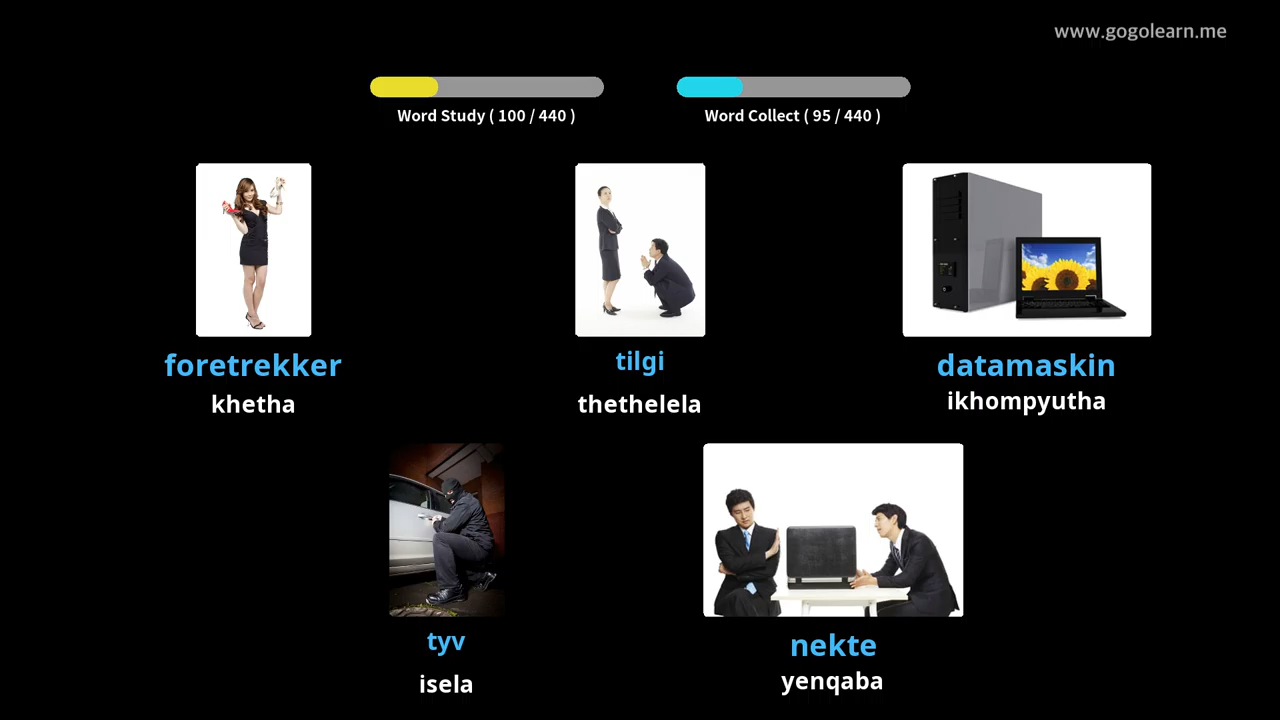 www.gogolearn.me
Word Study ( 100 / 440 )
Word Collect ( 95 / 440 )
foretrekker
khetha
tilgi
thethelela
datamaskin
ikhompyutha
tyv
isela
nekte
yenqaba